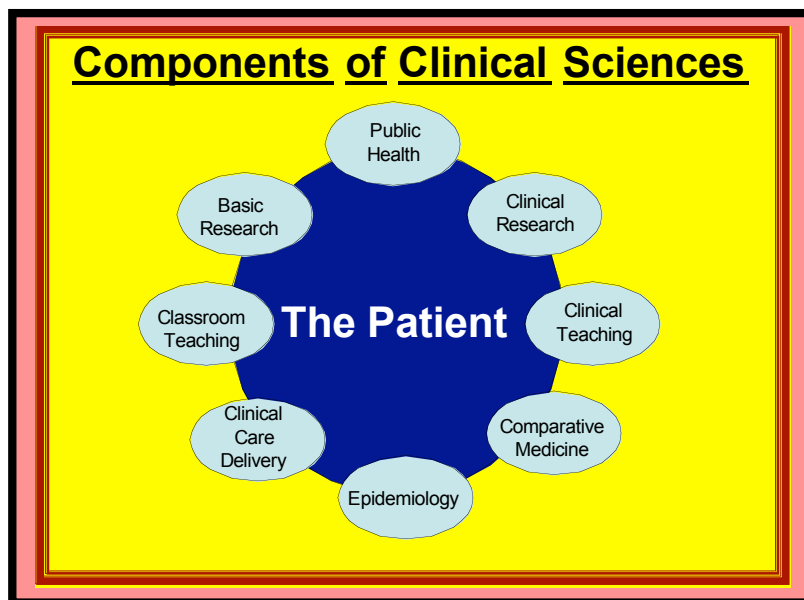 Components of Clinical Sciences
Public
Health
Clinical
Research
Clinical
Teaching
Comparative
Medicine
Epidemiology
Clinical
Care
Delivery
Classroom
Teaching
Basic
Research
The Patient